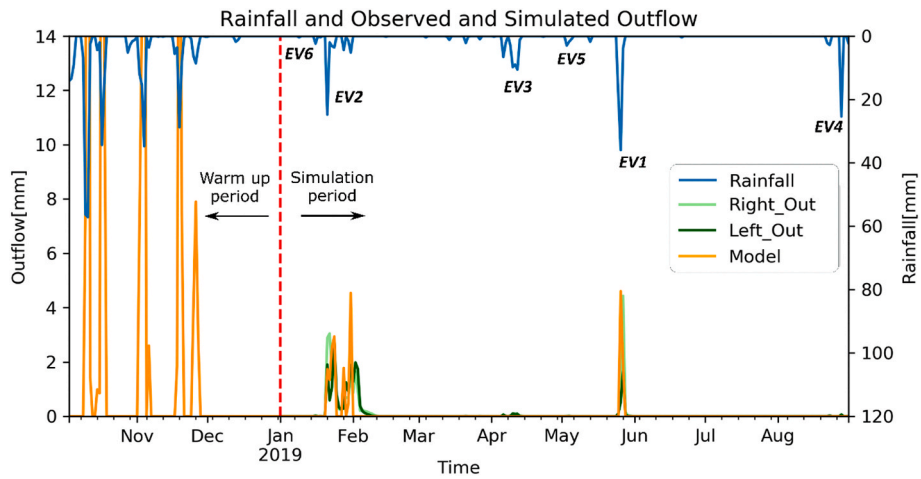 Rainfall and Observed and Simulated Outflow
14
12
10
8
6
4
2
0
Outflow[mm]
0
20
40
60
80
100
120
Rainfall[mm]
EV6
EV2
EV3
EV5
EV1
EV4
Warm up
period
Simulation
period
Rainfall
Right_Out
Left_Out
Model
Nov
Dec
Jan
2019
Feb
Mar
Apr
May
Jun
Jul
Aug
Time